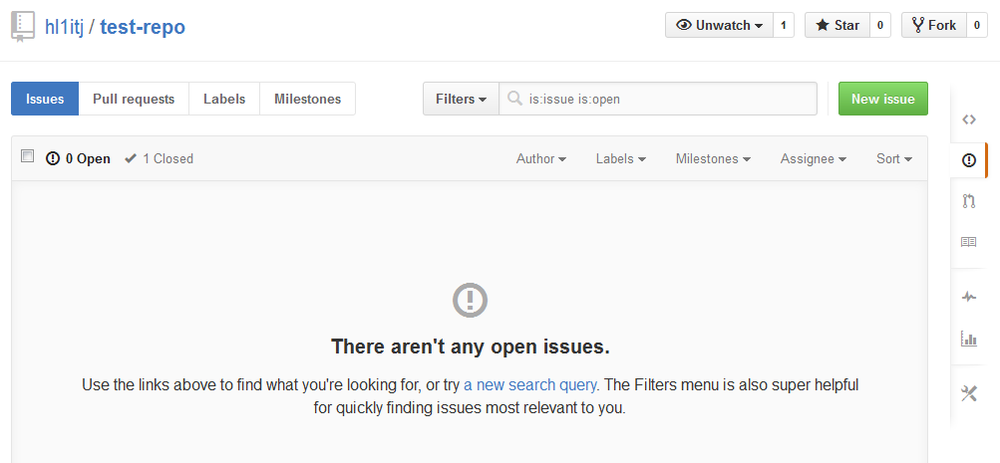 hl1itj / test-repo
Unwatch 1 Star 0 Fork 0
Issues Pull requests Labels Milestones Filters is:issue is:open New issue
0 Open 1 Closed Author Labels Milestones Assignee Sort
There aren't any open issues.
Use the links above to find what you're looking for, or try a new search query. The Filters menu is also super helpful
for quickly finding issues most relevant to you.